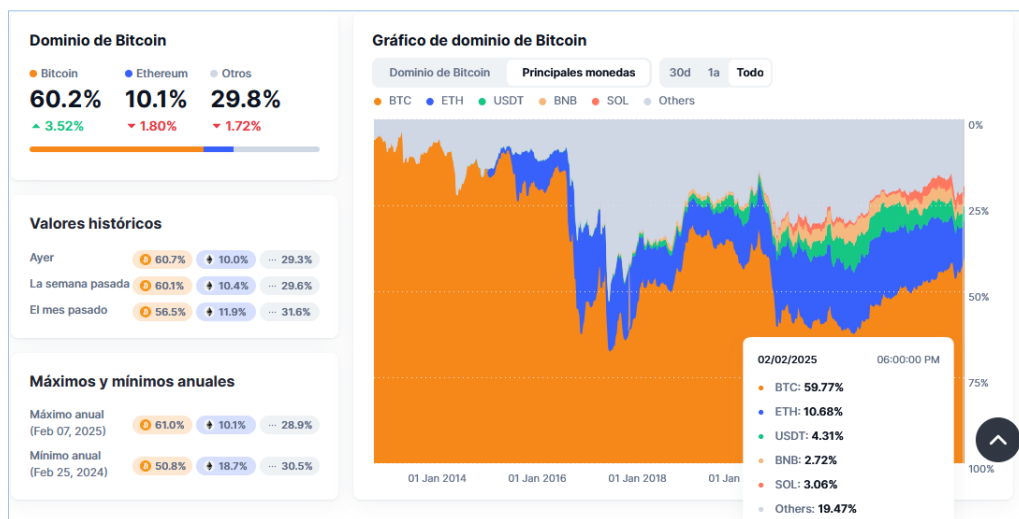 Dominio de Bitcoin
Bitcoin Ethereum Otros
60.2% 10.1% 29.8%
3.52% 1.80% 1.72%
Valores históricos
Ayer 60.7% 10.0% 29.3%
La semana pasada 60.1% 10.4% 29.6%
El mes pasado 56.5% 11.9% 31.6%
Máximos y mínimos anuales
Máximo anual
(Feb 07, 2025) 61.0% 10.1% 28.9%
Mínimo anual
(Feb 25, 2024) 50.8% 18.7% 30.5%
Gráfico de dominio de Bitcoin
Dominio de Bitcoin Principales monedas 30d 1a Todo
BTC ETH USDT BNB SOL Others
0%
25%
50%
75%
100%
01 Jan 2014 01 Jan 2016 01 Jan 2018 01 Jan
02/02/2025 06:00:00 PM
BTC: 59.77%
ETH: 10.68%
USDT: 4.31%
BNB: 2.72%
SOL: 3.06%
Others: 19.47%